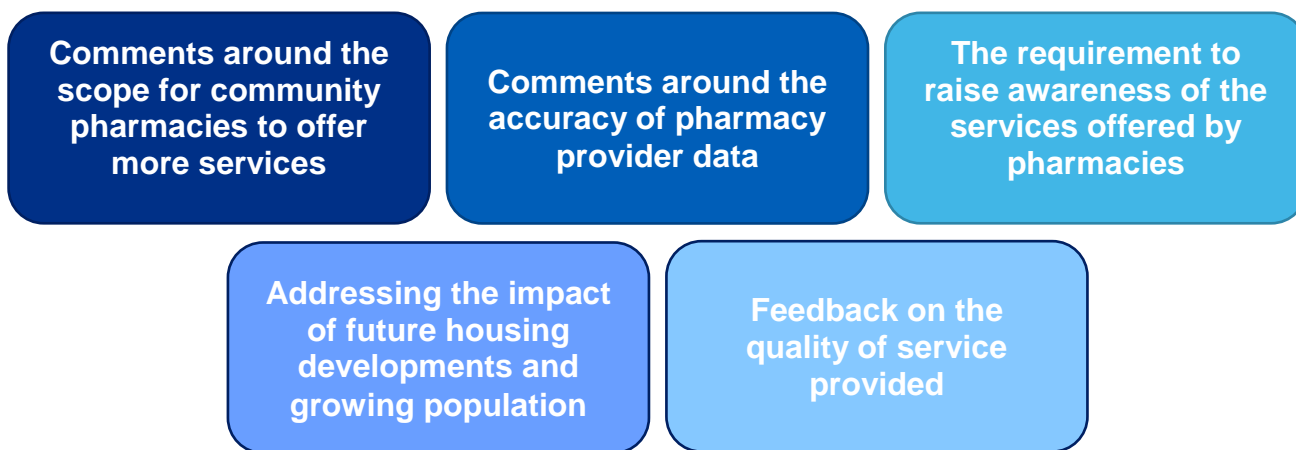 Comments around the
scope for community
pharmacies to offer
more services
Comments around the
accuracy of pharmacy
provider data
The requirement to
raise awareness of the
services offered by
pharmacies
Addressing the impact
of future housing
developments and
growing population
Feedback on the
quality of service
provided